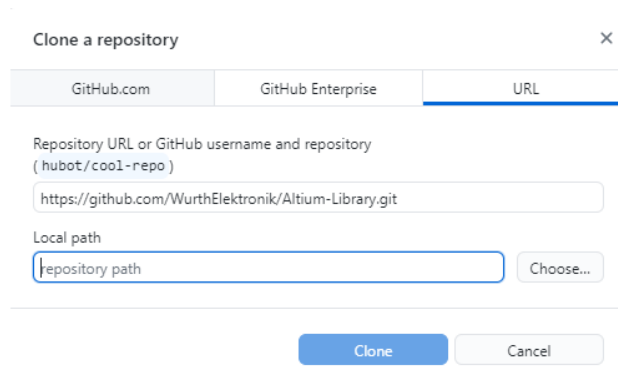 Clone a repository
GitHub.com
GitHub Enterprise
URL
Repository URL or GitHub username and repository
(hubot/cool-repo)
https://github.com/WurthElektronik/Altium-Library.git
Local path
repository path
Choose...
Clone
Cancel